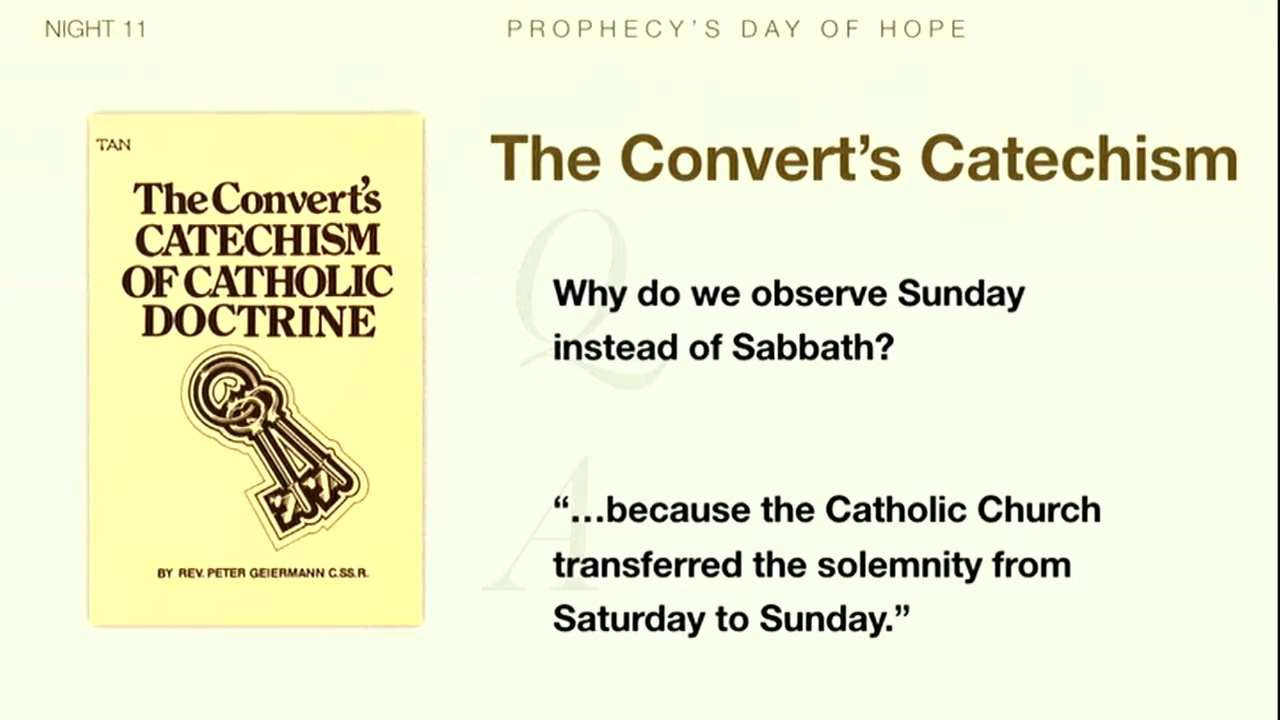 NIGHT 11
PROPHECY’S DAY OF HOPE
TAN
The Convert’s
CATECHISM
OF CATHOLIC
DOCTRINE
BY REV. PETER GEIERMANN C.SS.R.
The Convert’s Catechism
Q
Why do we observe Sunday
instead of Sabbath?
A
“...because the Catholic Church
transferred the solemnity from
Saturday to Sunday.”